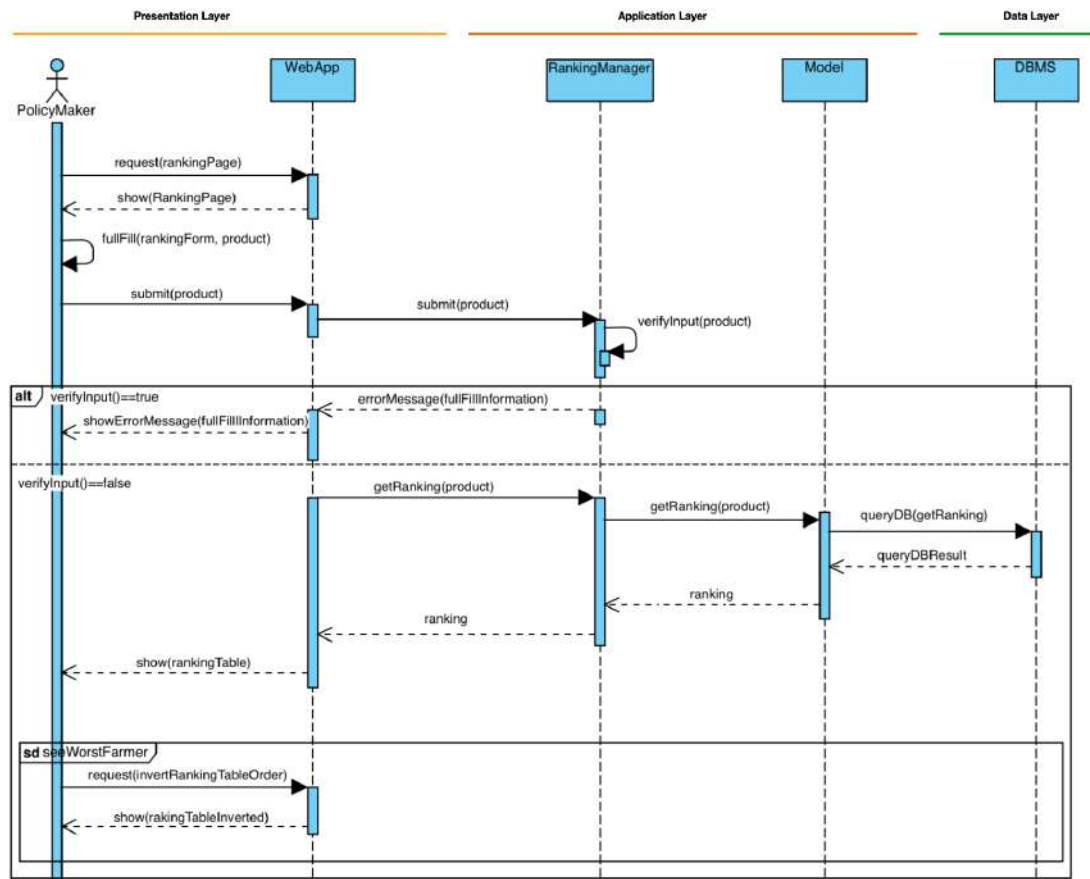 Presentation Layer
Application Layer
Data Layer
PolicyMaker
WebApp
RankingManager
Model
DBMS
request(rankingPage)
show(RankingPage)
fullFill(rankingForm, product)
submit(product)
submit(product)
verifyInput(product)
alt
verifyInput()==true
errorMessage(fullFillInformation)
showErrorMessage(fullFillIInformation)
verifyInput()==false
getRanking(product)
getRanking(product)
queryDB(getRanking)
queryDBResult
ranking
ranking
show(rankingTable)
sd seeWorstFarmer
request(invertRankingTableOrder)
show(rakingTableInverted)